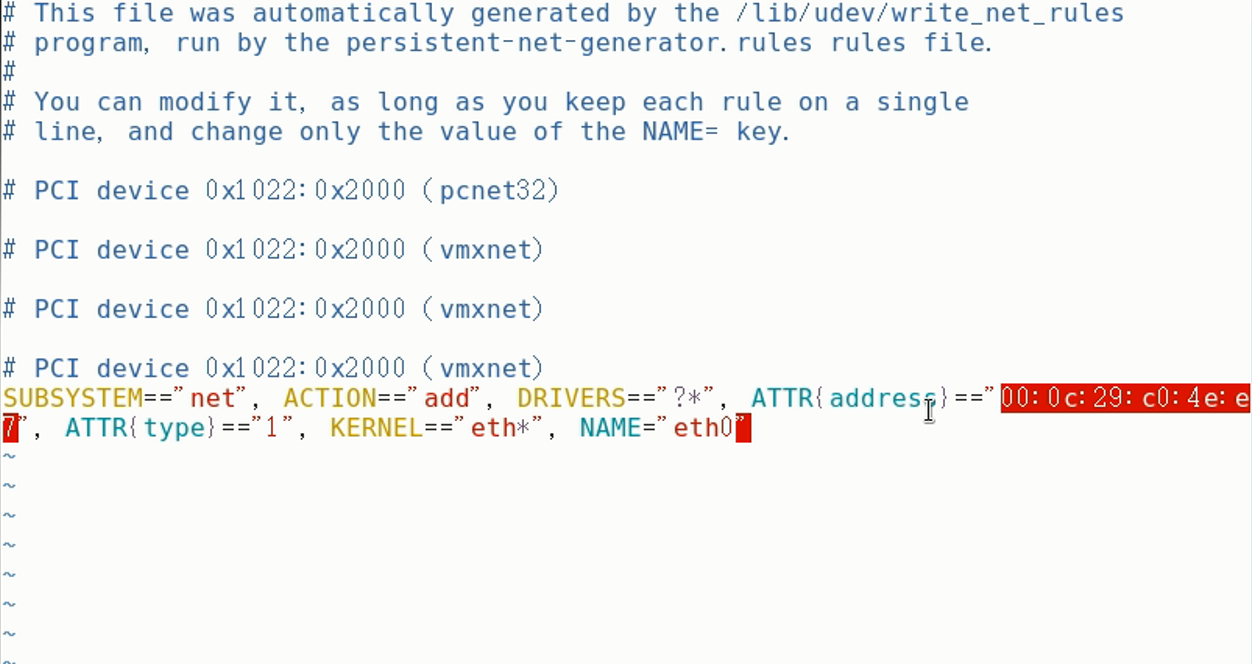 # This file was automatically generated by the /lib/udev/write_net_rules
# program, run by the persistent-net-generator.rules rules file.
#
# You can modify it, as long as you keep each rule on a single
# line, and change only the value of the NAME= key.
# PCI device 0x1022:0x2000 (pcnet32)
# PCI device 0x1022:0x2000 (vmxnet)
# PCI device 0x1022:0x2000 (vmxnet)
# PCI device 0x1022:0x2000 (vmxnet)
SUBSYSTEM=="net", ACTION=="add", DRIVERS=="?*", ATTR{address}=="00:0c:29:c0:4e:e
7", ATTR{type}=="1", KERNEL=="eth*", NAME="eth0"
~
~
~
~
~
~
~
~